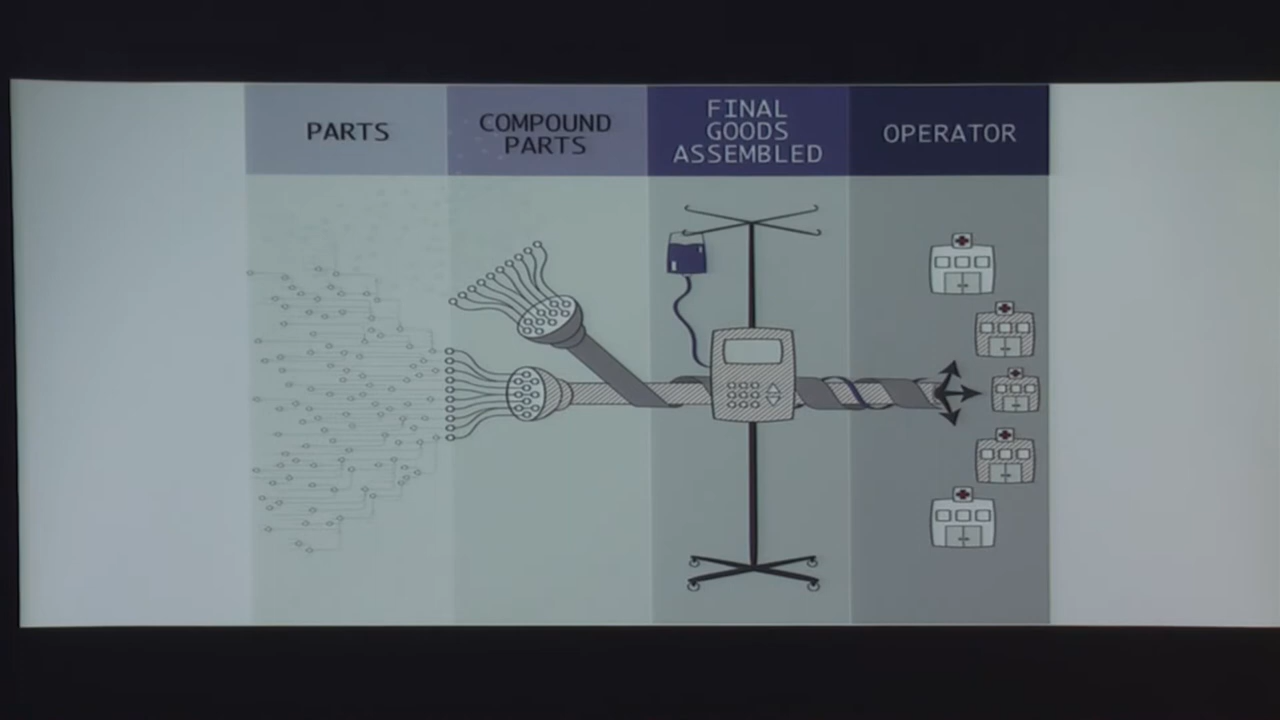 PARTS
COMPOUND
PARTS
FINAL
GOODS
ASSEMBLED
OPERATOR